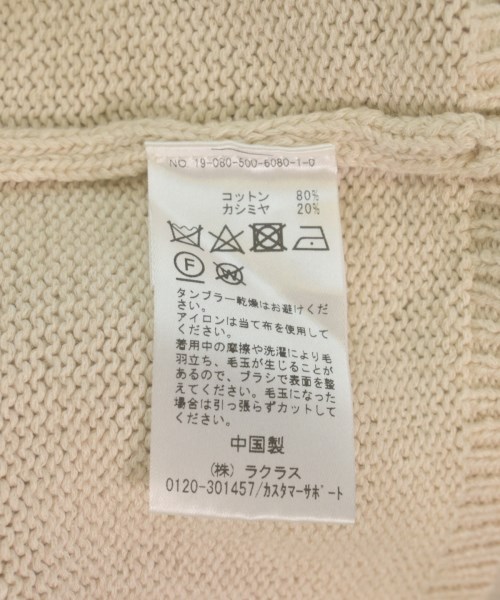 NO. 19-080-500-6080-1-0
コットン 80%
カシミヤ 20%
F
W
タンブラー乾燥はお避けくだ
さい。
アイロンは当て布を使用して
ください。
着用中の摩擦や洗濯により毛
羽立ち、毛玉が生じることが
あるので、ブラシで表面を整
えてください。毛玉になった
場合は引っ張らずカットして
ください。
中国製
(株) ラクラス
0120-301457/カスタマーサポート